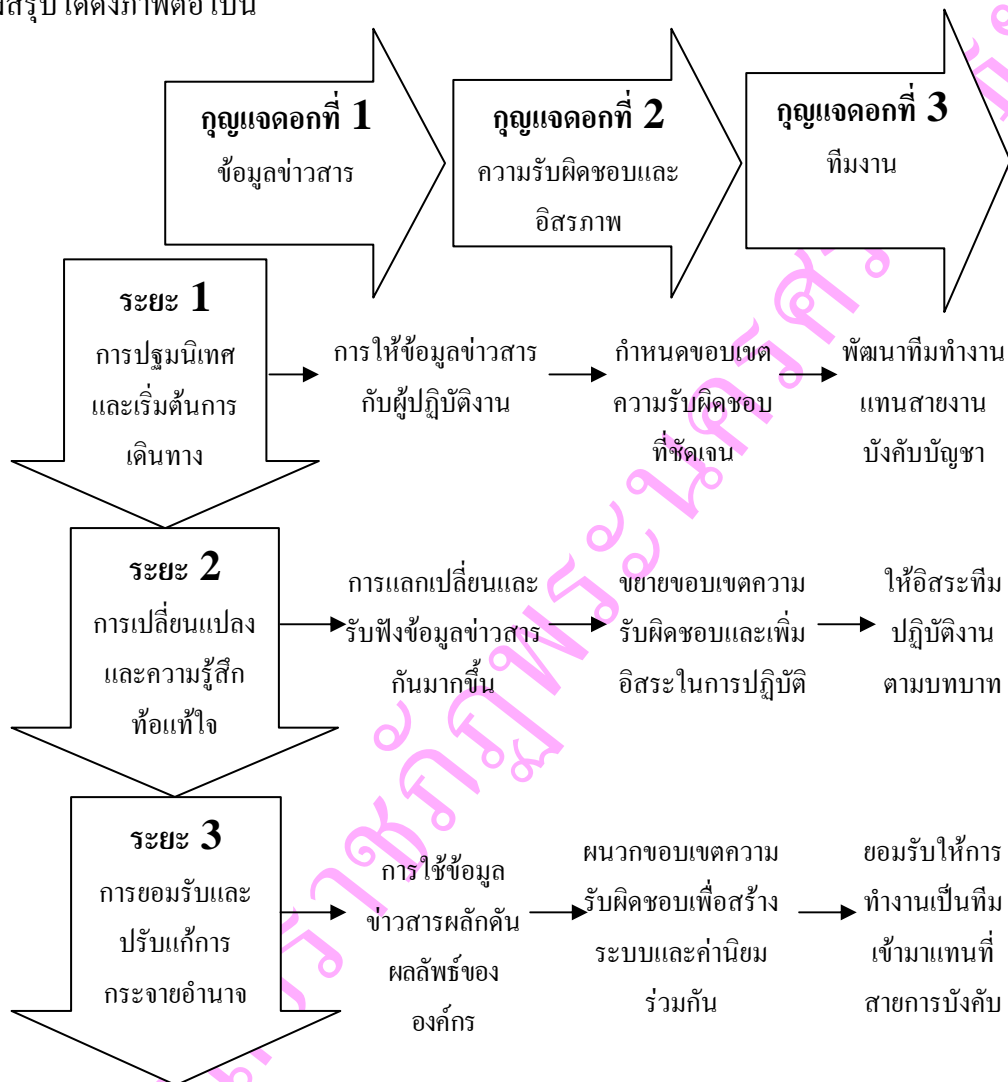 กุญแจดอกที่ 1
ข้อมูลข่าวสาร
กุญแจดอกที่ 2
ความรับผิดชอบและ
อิสรภาพ
กุญแจดอกที่ 3
ทีมงาน
ระยะ 1
การปฐมนิเทศ
และเริ่มต้นการ
เดินทาง
การให้ข้อมูลข่าวสาร
กับผู้ปฏิบัติงาน
กำหนดขอบเขต
ความรับผิดชอบ
ที่ชัดเจน
พัฒนาทีมทำงาน
แทนสายงาน
บังคับบัญชา
ระยะ 2
การเปลี่ยนแปลง
และความรู้สึก
ท้อแท้ใจ
การแลกเปลี่ยนและ
รับฟังข้อมูลข่าวสาร
กันมากขึ้น
ขยายขอบเขตความ
รับผิดชอบและเพิ่ม
อิสระในการปฏิบัติ
ให้อิสระทีม
ปฏิบัติงาน
ตามบทบาท
ระยะ 3
การยอมรับและ
ปรับแก้การ
กระจายอำนาจ
การใช้ข้อมูล
ข่าวสารผลักดัน
ผลลัพธ์ของ
องค์กร
ผนวกขอบเขตความ
รับผิดชอบเพื่อสร้าง
ระบบและค่านิยม
ร่วมกัน
ยอมรับให้การ
ทำงานเป็นทีม
เข้ามาแทนที่
สายการบังคับ